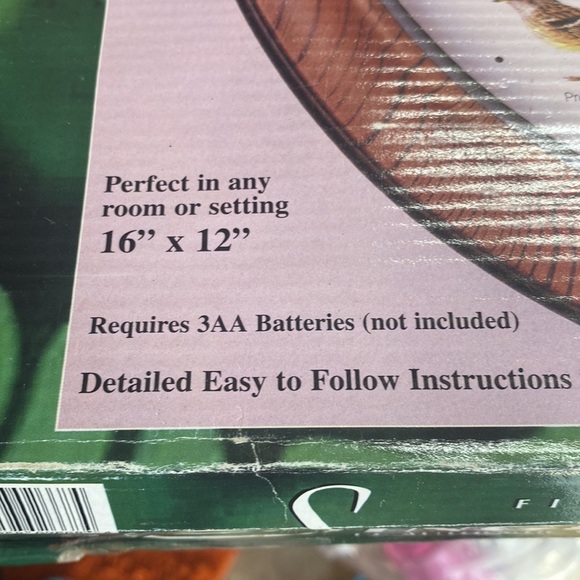 Perfect in any
room or setting
16” x 12”
Requires 3AA Batteries (not included)
Detailed Easy to Follow Instructions